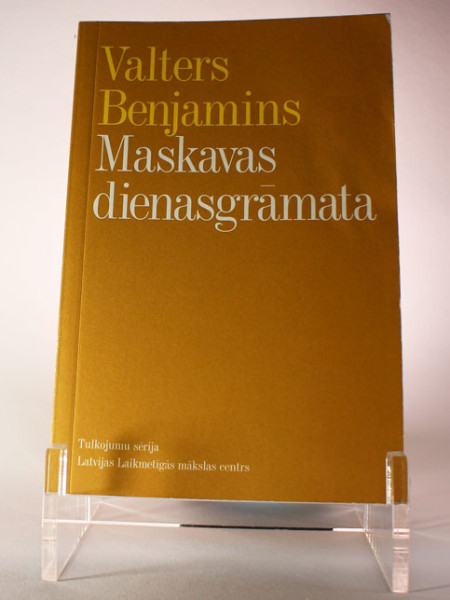 Valters
Benjamins
Maskavas
dienasgrāmata
Tulkojumu sērija
Latvijas Laikmetīgās mākslas centrs